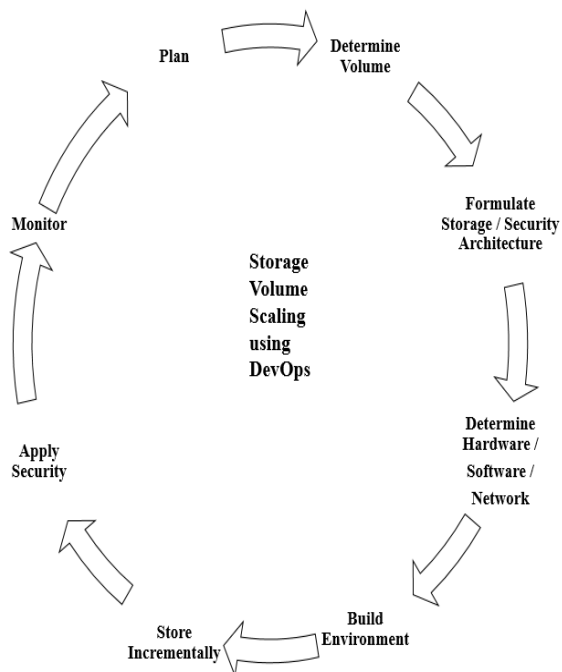 Plan
Determine
Volume
Formulate
Storage / Security
Architecture
Determine
Hardware /
Software /
Network
Build
Environment
Store
Incrementally
Apply
Security
Monitor
Storage
Volume
Scaling
using
DevOps